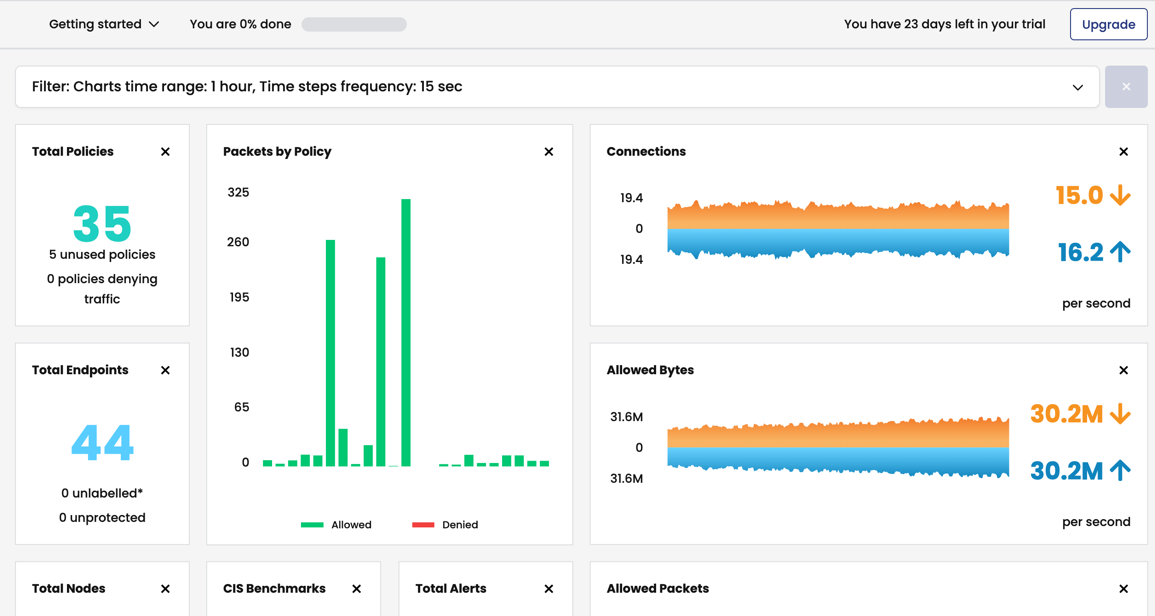 Getting started
You are 0% done
You have 23 days left in your trial
Upgrade
Filter: Charts time range: 1 hour, Time steps frequency: 15 sec
Total Policies
35
5 unused policies
0 policies denying
traffic
Packets by Policy
325
260
195
130
65
0
Allowed
Denied
Connections
19.4
0
19.4
15.0
16.2
per second
Total Endpoints
44
0 unlabelled*
0 unprotected
Allowed Bytes
31.6M
0
31.6M
30.2M
30.2M
per second
Total Nodes
CIS Benchmarks
Total Alerts
Allowed Packets